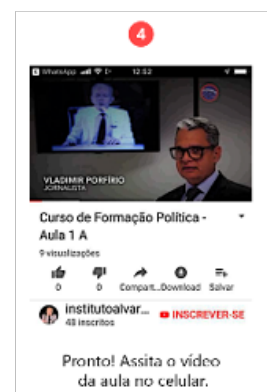 4
WhatsApp
12:52
VLADIMIR PORFÍRIO
JORNALISTA
Curso de Formação Política -
Aula 1 A
9 visualizações
0 0 Compart... Download Salvar
institutoalvar... INSCREVER-SE
48 inscritos
Pronto! Assita o vídeo
da aula no celular.